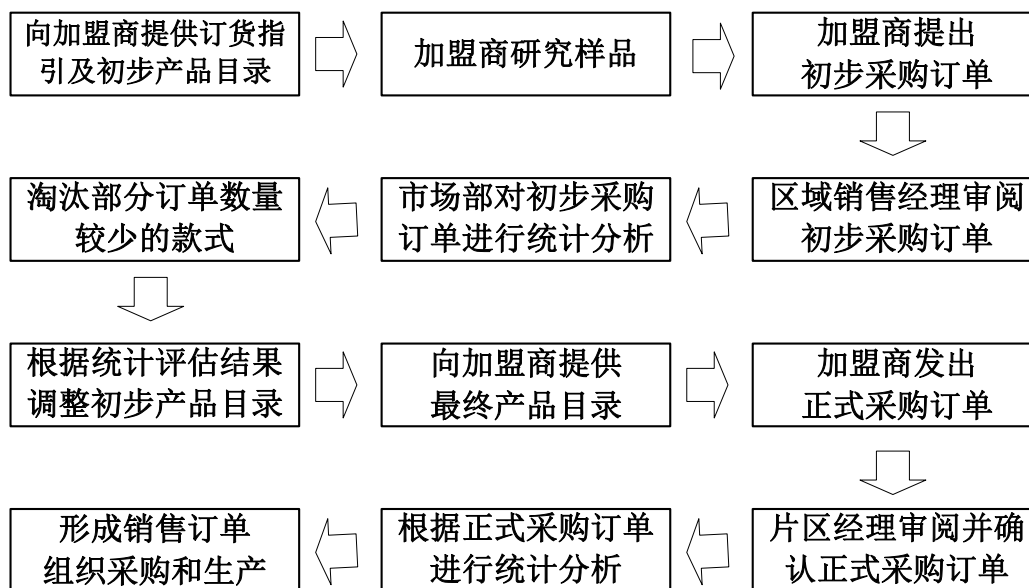 向加盟商提供订货指
引及初步产品目录
加盟商研究样品
加盟商提出
初步采购订单
区域销售经理审阅
初步采购订单
市场部对初步采购
订单进行统计分析
淘汰部分订单数量
较少的款式
根据统计评估结果
调整初步产品目录
向加盟商提供
最终产品目录
加盟商发出
正式采购订单
片区经理审阅并确
认正式采购订单
根据正式采购订单
进行统计分析
形成销售订单
组织采购和生产